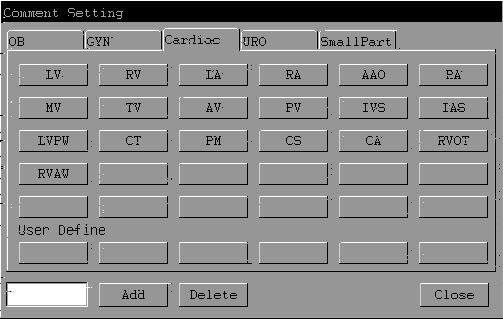 Comment Setting
OB GYN Cardiac URO SmallPart
LV RV LA RA AAO PA
MV TV AV PV IVS IAS
LVPW CT PM CS CA RVOT
RVAW
User Define
Add Delete Close